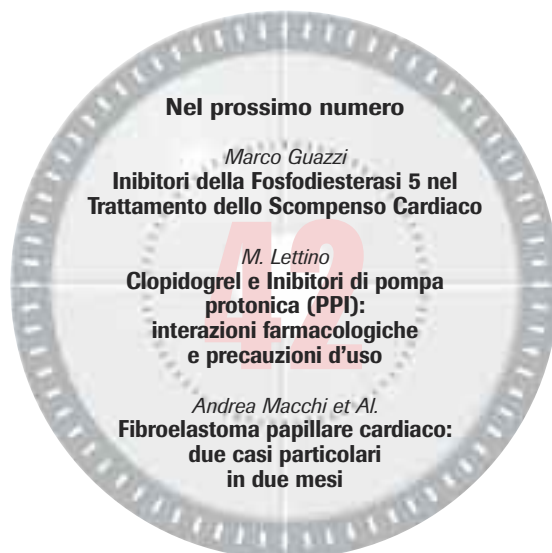 Nel prossimo numero
Marco Guazzi
Inibitori della Fosfodiesterasi 5 nel
Trattamento dello Scompenso Cardiaco
42
M. Lettino
Clopidogrel e Inibitori di pompa
protonica (PPI):
interazioni farmacologiche
e precauzioni d'uso
Andrea Macchi et Al.
Fibroelastoma papillare cardiaco:
due casi particolari
in due mesi